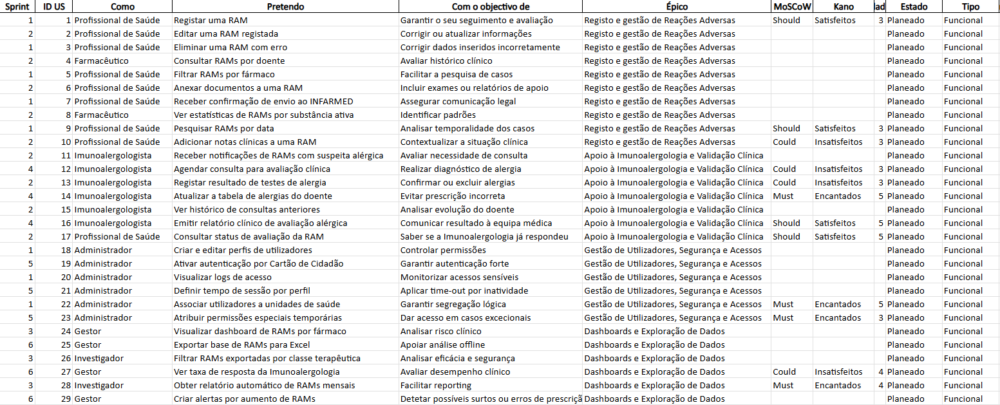 Sprint ID US Como Pretendo Com o objectivo de Épico MoSCoW Kano Estado Tipo
1 1 Profissional de Saúde Registar uma RAM Garantir o seu seguimento e avaliação Registo e gestão de Reações Adversas Should Satisfeitos 3 Planeado Funcional
2 2 Profissional de Saúde Editar uma RAM registada Corrigir ou atualizar informações Registo e gestão de Reações Adversas Planeado Funcional
1 3 Profissional de Saúde Eliminar uma RAM com erro Corrigir dados inseridos incorretamente Registo e gestão de Reações Adversas Planeado Funcional
2 4 Farmacêutico Consultar RAMs por doente Avaliar histórico clínico Registo e gestão de Reações Adversas Planeado Funcional
1 5 Profissional de Saúde Filtrar RAMs por fármaco Facilitar a pesquisa de casos Registo e gestão de Reações Adversas Planeado Funcional
2 6 Profissional de Saúde Anexar documentos a uma RAM Incluir exames ou relatórios de apoio Registo e gestão de Reações Adversas Planeado Funcional
1 7 Profissional de Saúde Receber confirmação de envio ao INFARMED Assegurar comunicação legal Registo e gestão de Reações Adversas Planeado Funcional
2 8 Farmacêutico Ver estatísticas de RAMs por substância ativa Identificar padrões Registo e gestão de Reações Adversas Planeado Funcional
1 9 Profissional de Saúde Pesquisar RAMs por data Analisar temporalidade dos casos Registo e gestão de Reações Adversas Should Satisfeitos 3 Planeado Funcional
2 10 Profissional de Saúde Adicionar notas clínicas a uma RAM Contextualizar a situação clínica Registo e gestão de Reações Adversas Could Insatisfeitos 3 Planeado Funcional
2 11 Imunoalergologista Receber notificações de RAMs com suspeita alérgica Avaliar necessidade de consulta Apoio à Imunoalergologia e Validação Clínica Planeado Funcional
4 12 Imunoalergologista Agendar consulta para avaliação clínica Realizar diagnóstico de alergia Apoio à Imunoalergologia e Validação Clínica Could Insatisfeitos 3 Planeado Funcional
2 13 Imunoalergologista Registar resultado de testes de alergia Confirmar ou excluir alergias Apoio à Imunoalergologia e Validação Clínica Could Insatisfeitos 3 Planeado Funcional
4 14 Imunoalergologista Atualizar a tabela de alergias do doente Evitar prescrição incorreta Apoio à Imunoalergologia e Validação Clínica Must Encantados 5 Planeado Funcional
2 15 Imunoalergologista Ver histórico de consultas anteriores Analisar evolução do doente Apoio à Imunoalergologia e Validação Clínica Planeado Funcional
4 16 Imunoalergologista Emitir relatório clínico de avaliação alérgica Comunicar resultado à equipa médica Apoio à Imunoalergologia e Validação Clínica Should Satisfeitos 5 Planeado Funcional
2 17 Profissional de Saúde Consultar status de avaliação da RAM Saber se a Imunoalergologia já respondeu Apoio à Imunoalergologia e Validação Clínica Should Satisfeitos 5 Planeado Funcional
1 18 Administrador Criar e editar perfis de utilizadores Controlar permissões Gestão de Utilizadores, Segurança e Acessos Planeado Funcional
5 19 Administrador Ativar autenticação por Cartão de Cidadão Garantir autenticação forte Gestão de Utilizadores, Segurança e Acessos Planeado Funcional
1 20 Administrador Visualizar logs de acesso Monitorizar acessos sensíveis Gestão de Utilizadores, Segurança e Acessos Planeado Funcional
5 21 Administrador Definir tempo de sessão por perfil Aplicar time-out por inatividade Gestão de Utilizadores, Segurança e Acessos Planeado Funcional
1 22 Administrador Associar utilizadores a unidades de saúde Garantir segregação lógica Gestão de Utilizadores, Segurança e Acessos Must Encantados 5 Planeado Funcional
5 23 Administrador Atribuir permissões especiais temporárias Dar acesso em casos excecionais Gestão de Utilizadores, Segurança e Acessos Must Encantados 3 Planeado Funcional
3 24 Gestor Visualizar dashboard de RAMs por fármaco Analisar risco clínico Dashboards e Exploração de Dados Planeado Funcional
6 25 Gestor Exportar base de RAMs para Excel Apoiar análise offline Dashboards e Exploração de Dados Planeado Funcional
3 26 Investigador Filtrar RAMs exportadas por classe terapêutica Analisar eficácia e segurança Dashboards e Exploração de Dados Planeado Funcional
6 27 Gestor Ver taxa de resposta da Imunoalergologia Avaliar desempenho clínico Dashboards e Exploração de Dados Could Insatisfeitos 4 Planeado Funcional
3 28 Investigador Obter relatório automático de RAMs mensais Facilitar reporting Dashboards e Exploração de Dados Must Encantados 4 Planeado Funcional
6 29 Gestor Criar alertas por aumento de RAMs Detetar possíveis surtos ou erros de prescriçã Dashboards e Exploração de Dados Planeado Funcional